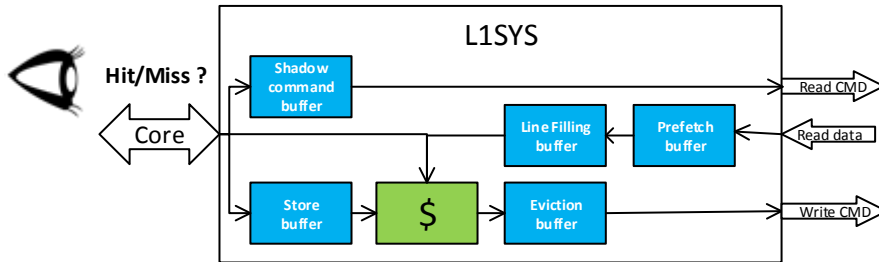 L1SYS
Hit/Miss ?
Shadow
command
buffer
Read CMD
Core
Line Filling
buffer
Prefetch
buffer
Read data
Store
buffer
$
Eviction
buffer
Write CMD